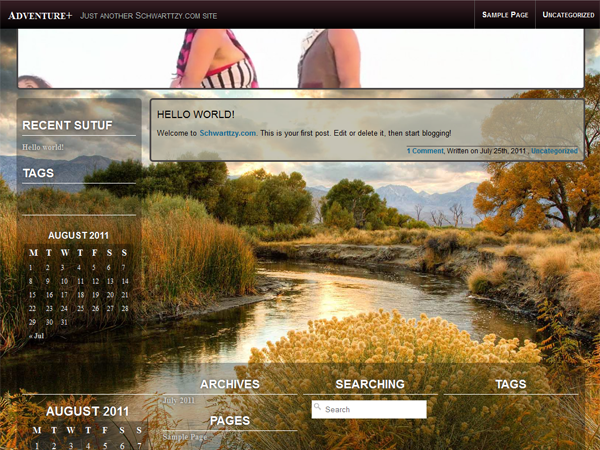 Adventure+ Just another Schwarttzy.com site
Sample Page Uncategorized
RECENT SUTUF
Hello world!
TAGS
AUGUST 2011
M T W T F S S
1 2 3 4 5 6 7
8 9 10 11 12 13 14
15 16 17 18 19 20 21
22 23 24 25 26 27 28
29 30 31
« Jul
HELLO WORLD!
Welcome to Schwarttzy.com. This is your first post. Edit or delete it, then start blogging!
1 Comment, Written on July 25th, 2011 , Uncategorized
AUGUST 2011
M T W T F S S
1 2 3 4 5 6 7
ARCHIVES
July 2011
PAGES
Sample Page
SEARCHING
Search
TAGS